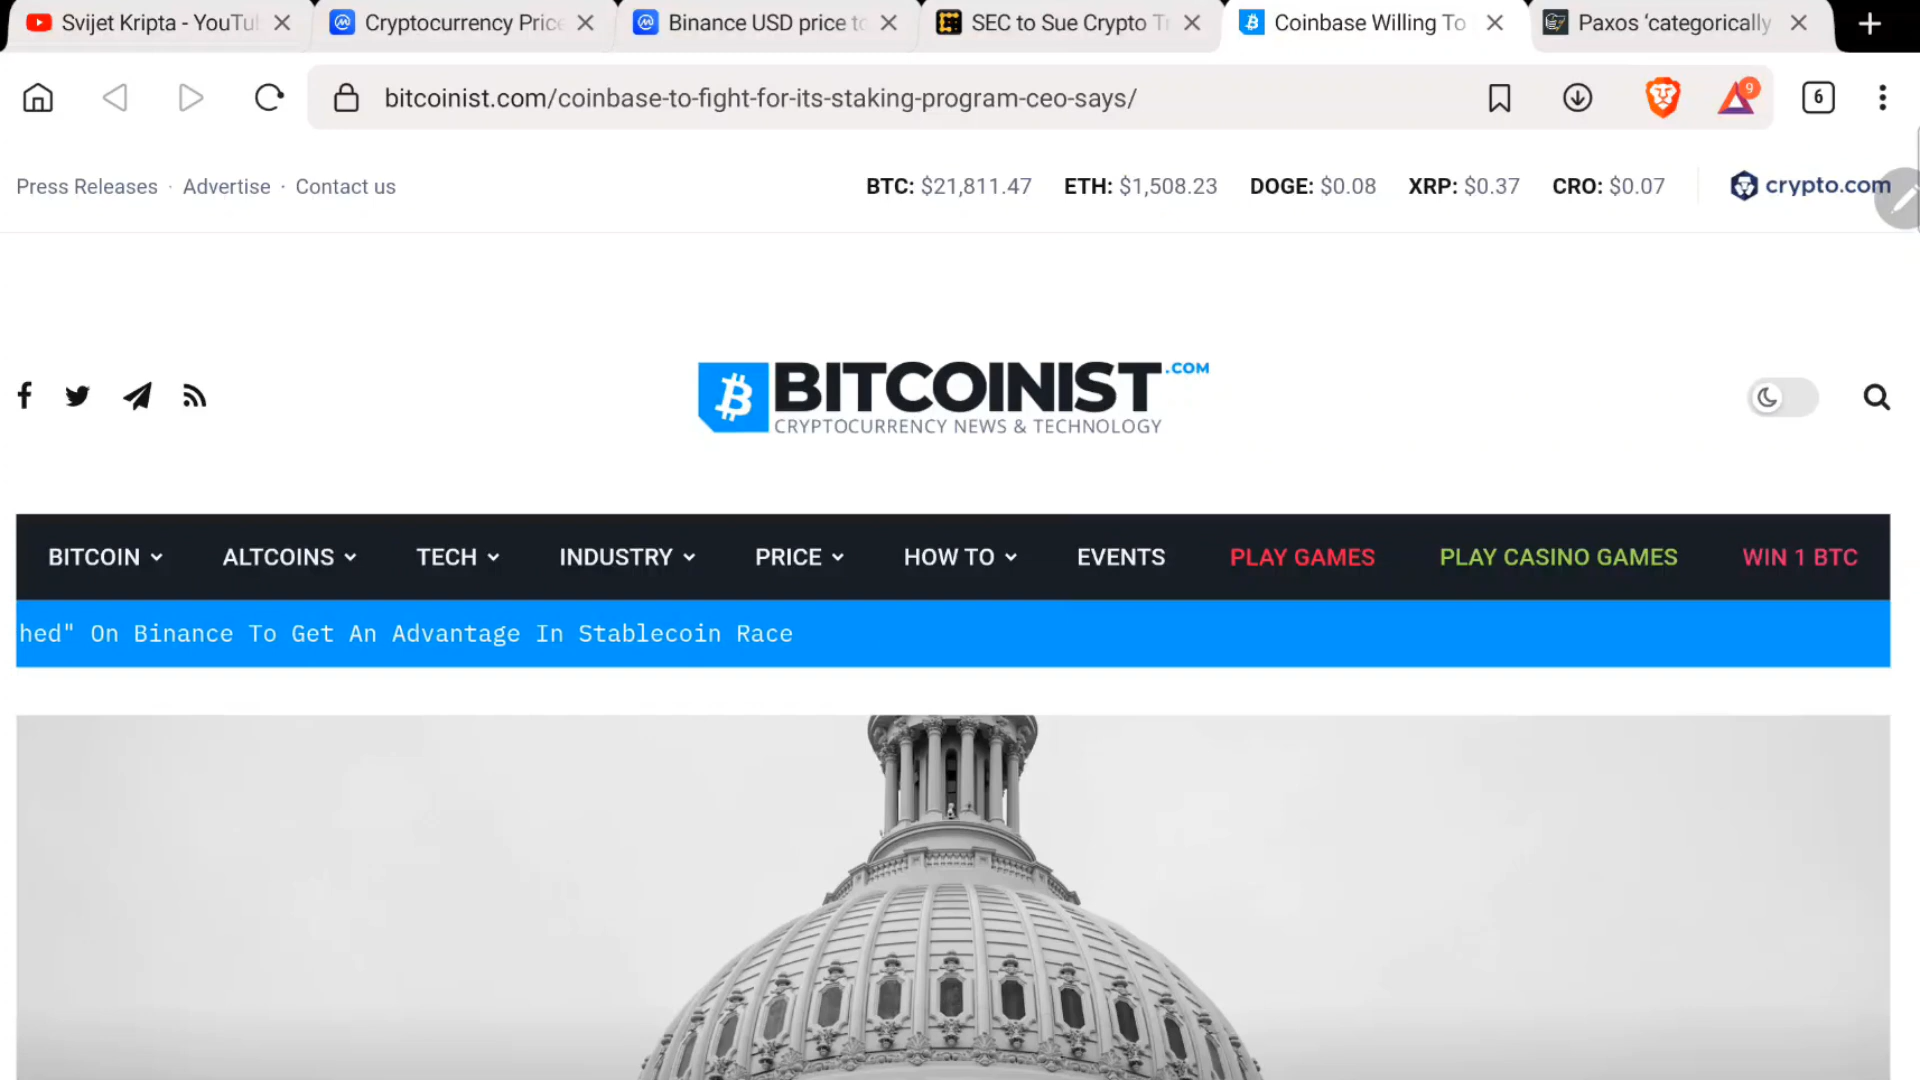 Svijet Kripta - YouTu
Cryptocurrency Price
Binance USD price to
SEC to Sue Crypto T
Coinbase Willing To
Paxos ‘categorically
bitcoinist.com/coinbase-to-fight-for-its-staking-program-ceo-says/
9
6
Press Releases · Advertise · Contact us
BTC: $21,811.47 ETH: $1,508.23 DOGE: $0.08 XRP: $0.37 CRO: $0.07
crypto.com
BITCOINIST.COM
CRYPTOCURRENCY NEWS & TECHNOLOGY
BITCOIN ALTCOINS TECH INDUSTRY PRICE HOW TO EVENTS PLAY GAMES PLAY CASINO GAMES WIN 1 BTC
hed" On Binance To Get An Advantage In Stablecoin Race